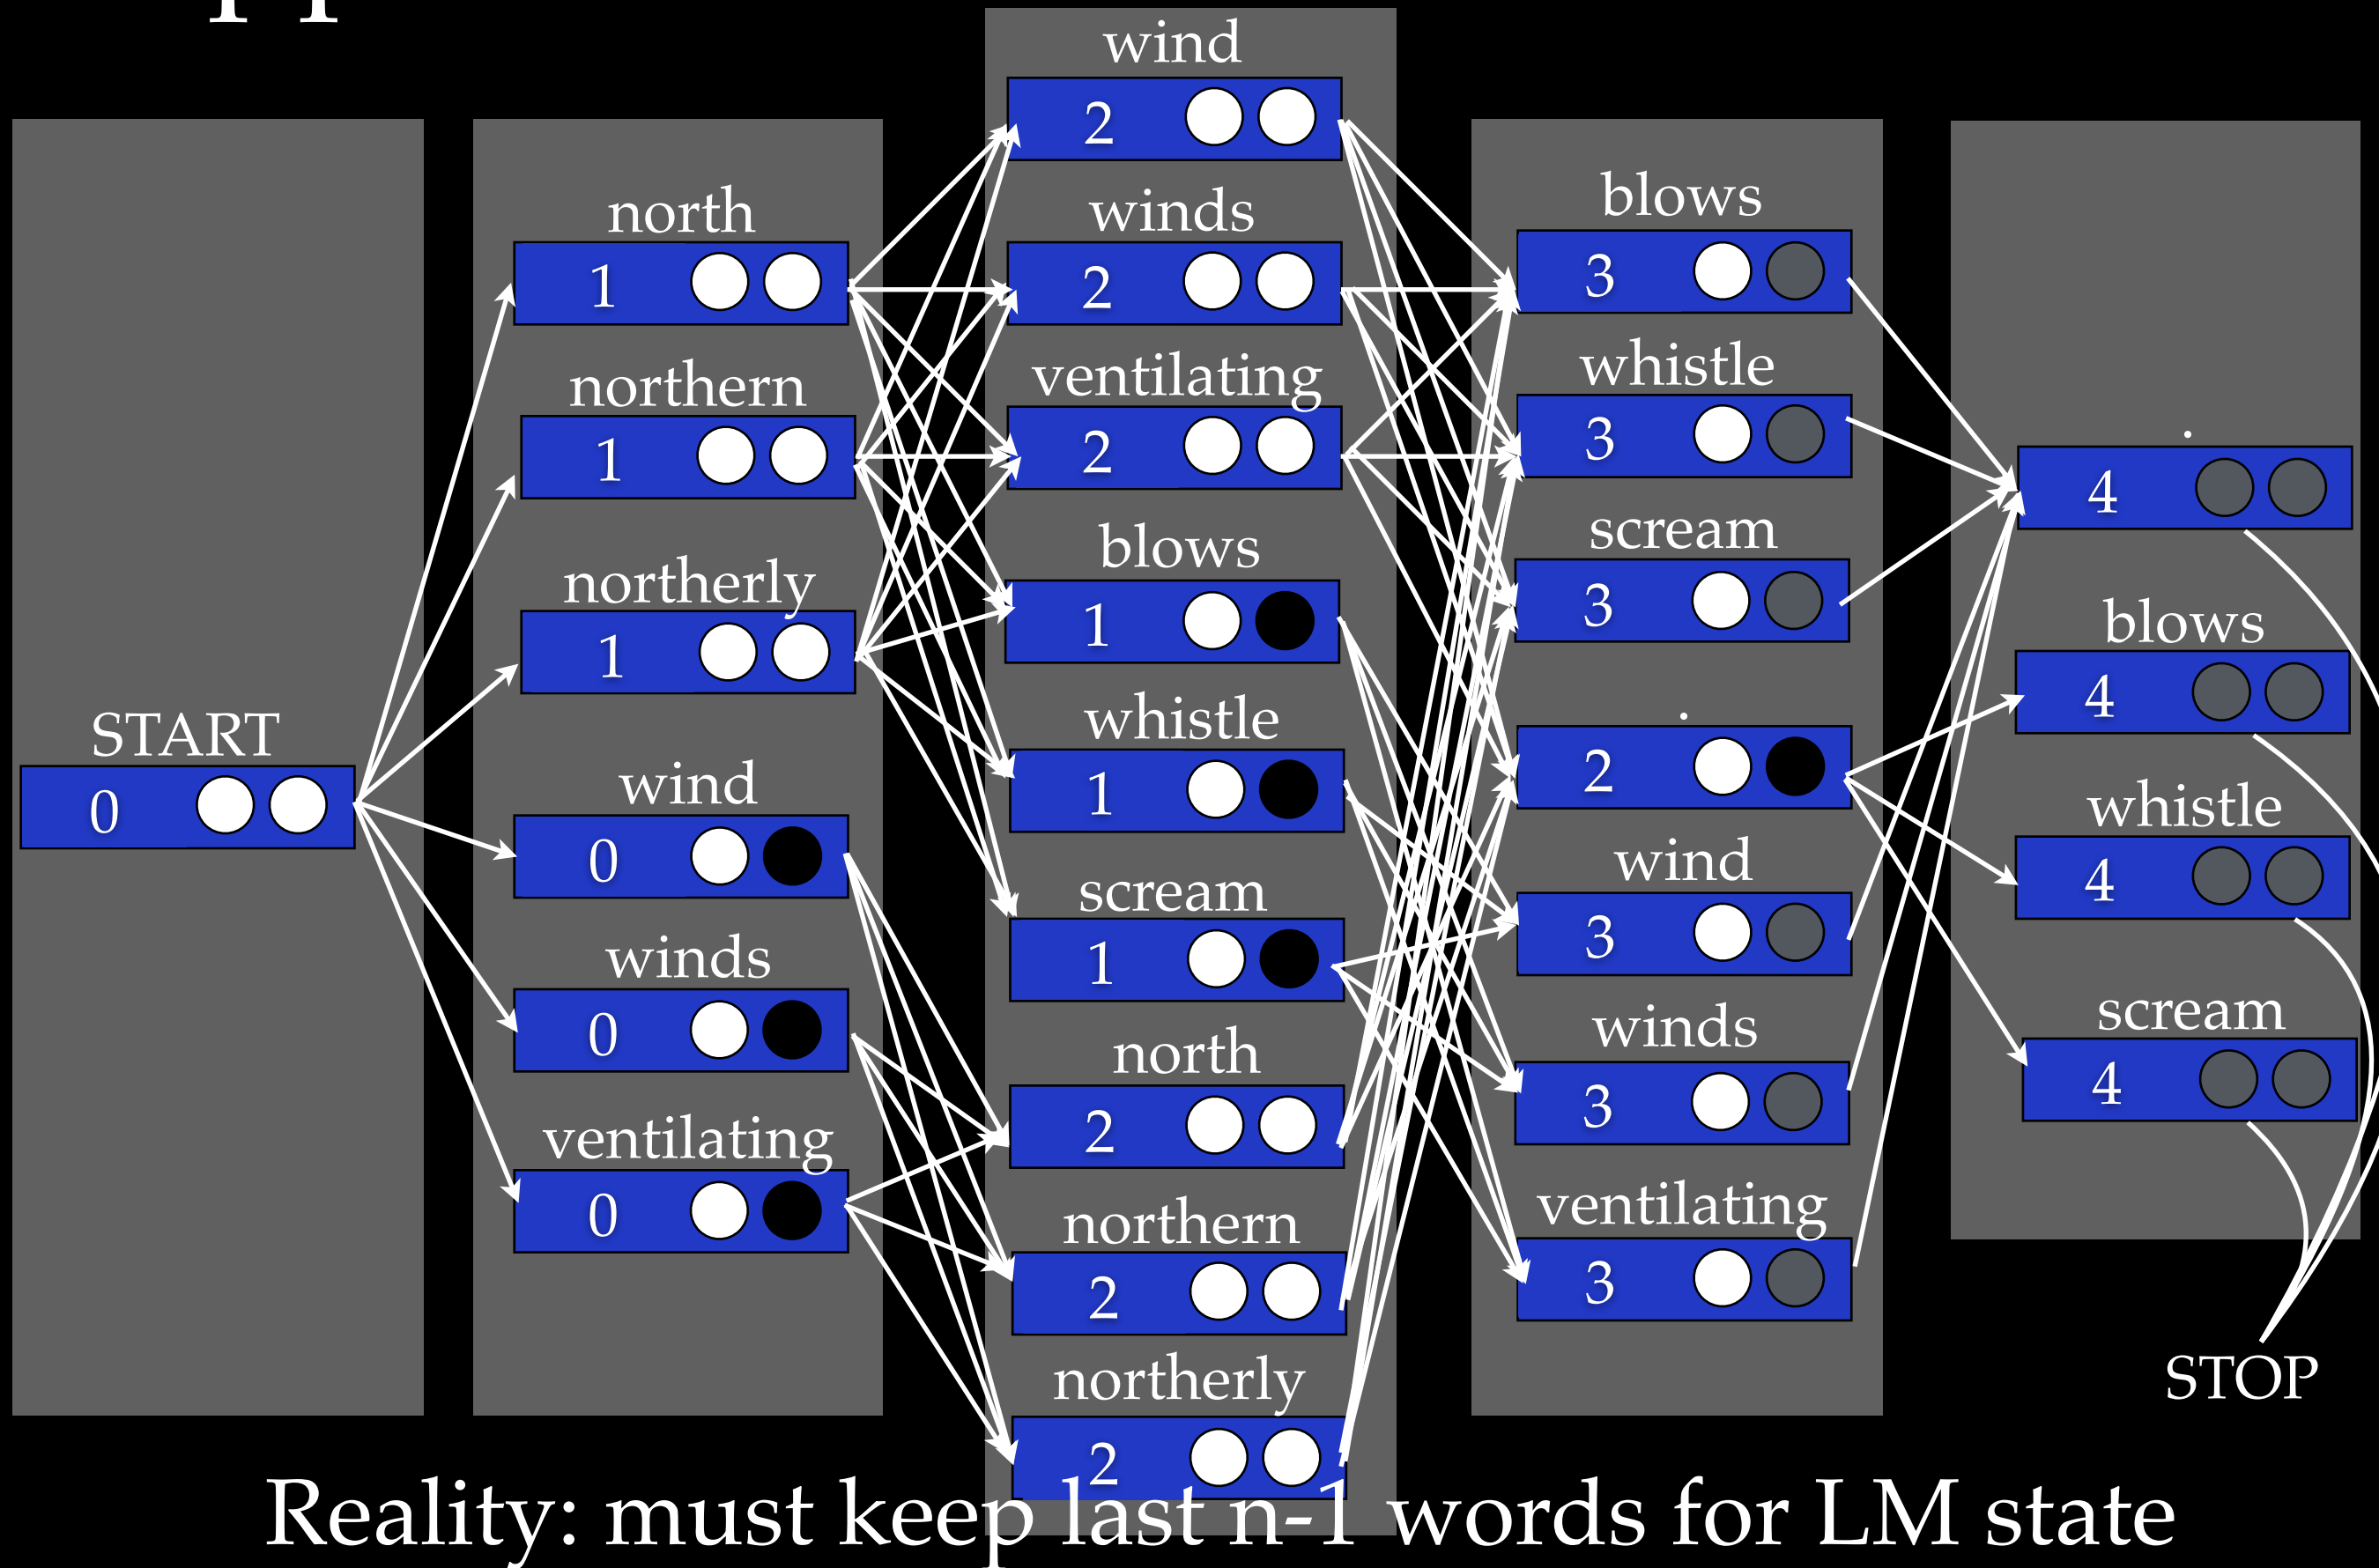 START
0
north
1
northern
1
northerly
1
wind
0
winds
0
ventilating
0
wind
2
winds
2
ventilating
2
blows
1
whistle
1
scream
1
north
2
northern
2
northerly
2
blows
3
whistle
3
scream
3
.
2
wind
3
winds
3
ventilating
3
.
4
blows
4
whistle
4
scream
4
STOP
Reality: must keep last n-1 words for LM state